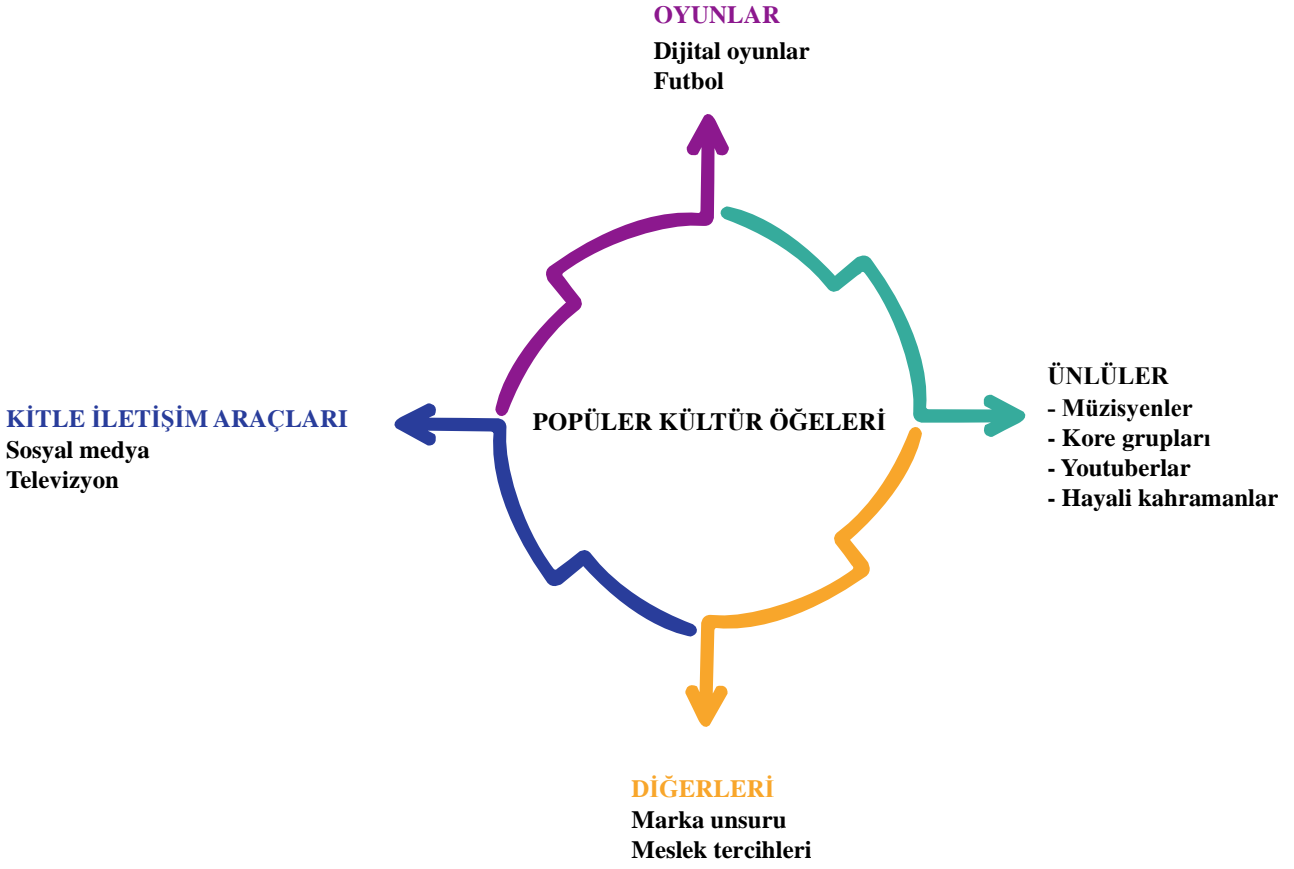 OYUNLAR
Dijital oyunlar
Futbol
KİTLE İLETİŞİM ARAÇLARI
Sosyal medya
Televizyon
POPÜLER KÜLTÜR ÖĞELERİ
ÜNLÜLER
- Müzisyenler
- Kore grupları
- Youtuberlar
- Hayali kahramanlar
DİĞERLERİ
Marka unsuru
Meslek tercihleri